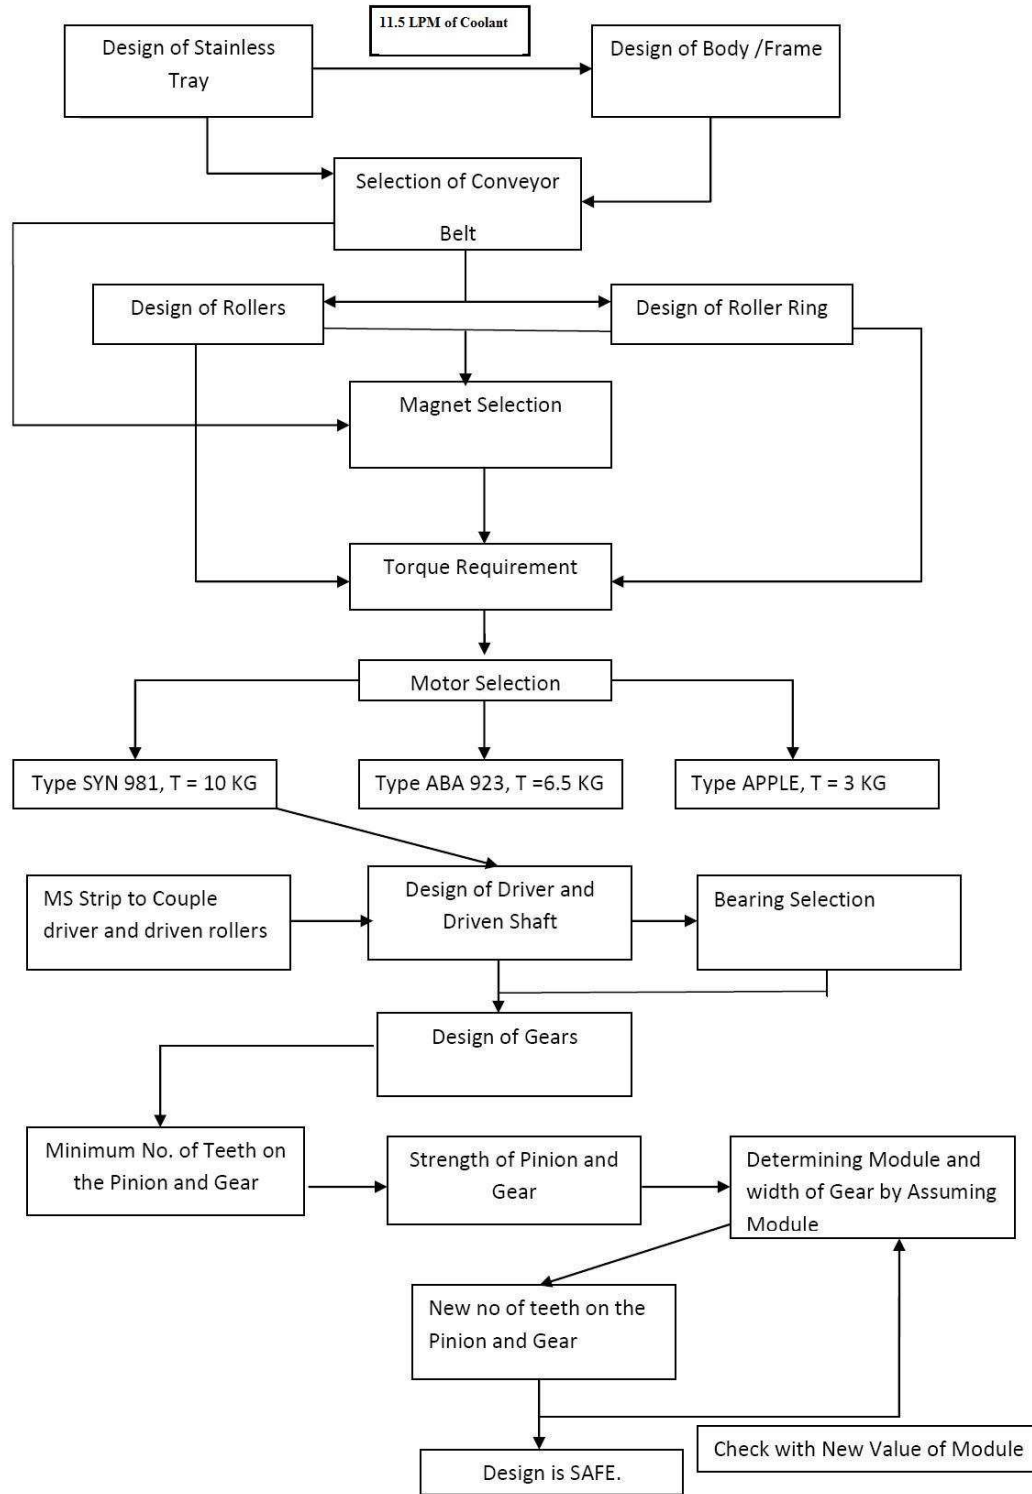 11.5 LPM of Coolant
Design of Stainless
Tray
Design of Body /Frame
Selection of Conveyor
Belt
Design of Rollers
Design of Roller Ring
Magnet Selection
Torque Requirement
Motor Selection
Type SYN 981, T = 10 KG
Type ABA 923, T =6.5 KG
Type APPLE, T = 3 KG
MS Strip to Couple
driver and driven rollers
Design of Driver and
Driven Shaft
Bearing Selection
Design of Gears
Minimum No. of Teeth on
the Pinion and Gear
Strength of Pinion and
Gear
Determining Module and
width of Gear by Assuming
Module
New no of teeth on the
Pinion and Gear
Check with New Value of Module
Design is SAFE.